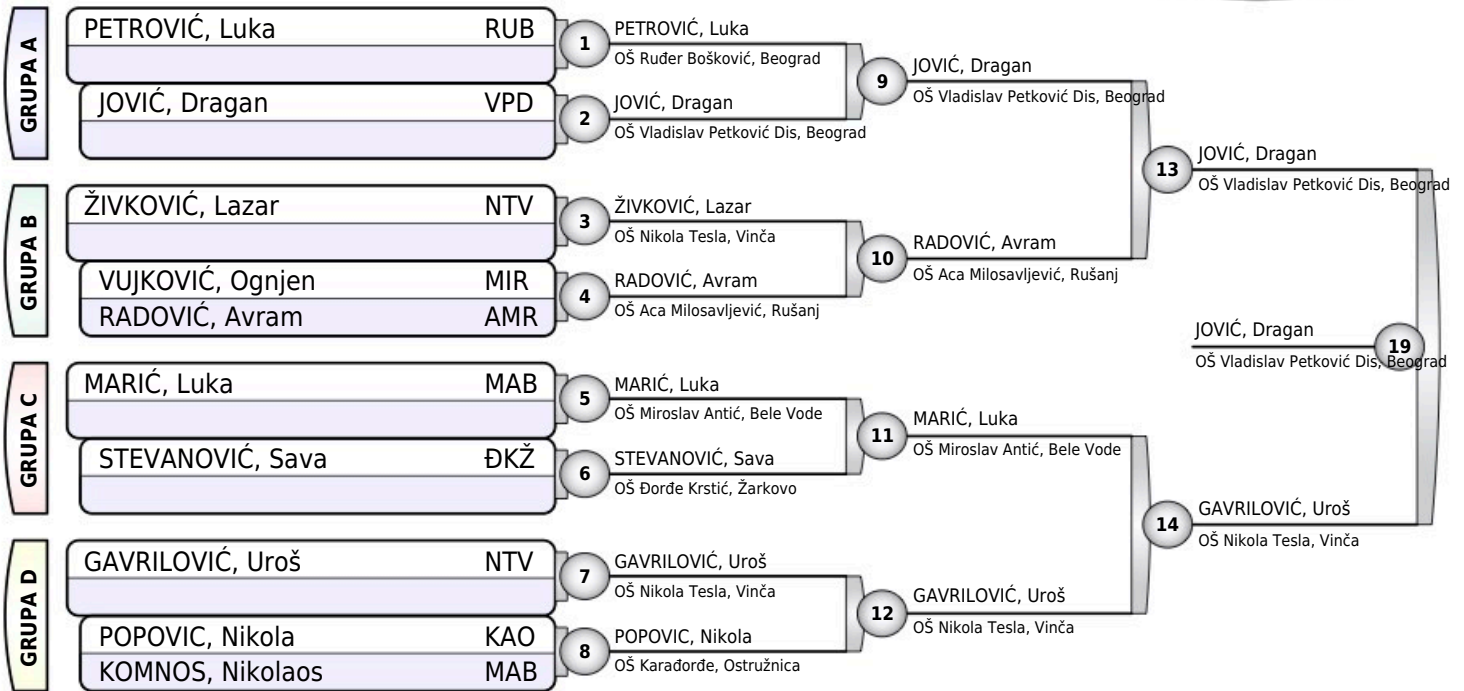 GRUPA A
PETROVIĆ, Luka RUB
JOVIĆ, Dragan VPD
1
PETROVIĆ, Luka
OŠ Ruđer Bošković, Beograd
2
JOVIĆ, Dragan
OŠ Vladislav Petković Dis, Beograd
9
JOVIĆ, Dragan
OŠ Vladislav Petković Dis, Beograd
GRUPA B
ŽIVKOVIĆ, Lazar NTV
VUJKOVIĆ, Ognjen MIR
RADOVIĆ, Avram AMR
3
ŽIVKOVIĆ, Lazar
OŠ Nikola Tesla, Vinča
4
RADOVIĆ, Avram
OŠ Aca Milosavljević, Rušanj
10
RADOVIĆ, Avram
OŠ Aca Milosavljević, Rušanj
13
JOVIĆ, Dragan
OŠ Vladislav Petković Dis, Beograd
GRUPA C
MARIĆ, Luka MAB
STEVANOVIĆ, Sava ĐKŽ
5
MARIĆ, Luka
OŠ Miroslav Antić, Bele Vode
6
STEVANOVIĆ, Sava
OŠ Đorđe Krstić, Žarkovo
11
MARIĆ, Luka
OŠ Miroslav Antić, Bele Vode
GRUPA D
GAVRILOVIĆ, Uroš NTV
POPOVIC, Nikola KAO
KOMNOS, Nikolaos MAB
7
GAVRILOVIĆ, Uroš
OŠ Nikola Tesla, Vinča
8
POPOVIC, Nikola
OŠ Karađorđe, Ostružnica
12
GAVRILOVIĆ, Uroš
OŠ Nikola Tesla, Vinča
14
GAVRILOVIĆ, Uroš
OŠ Nikola Tesla, Vinča
JOVIĆ, Dragan
19
OŠ Vladislav Petković Dis, Beograd